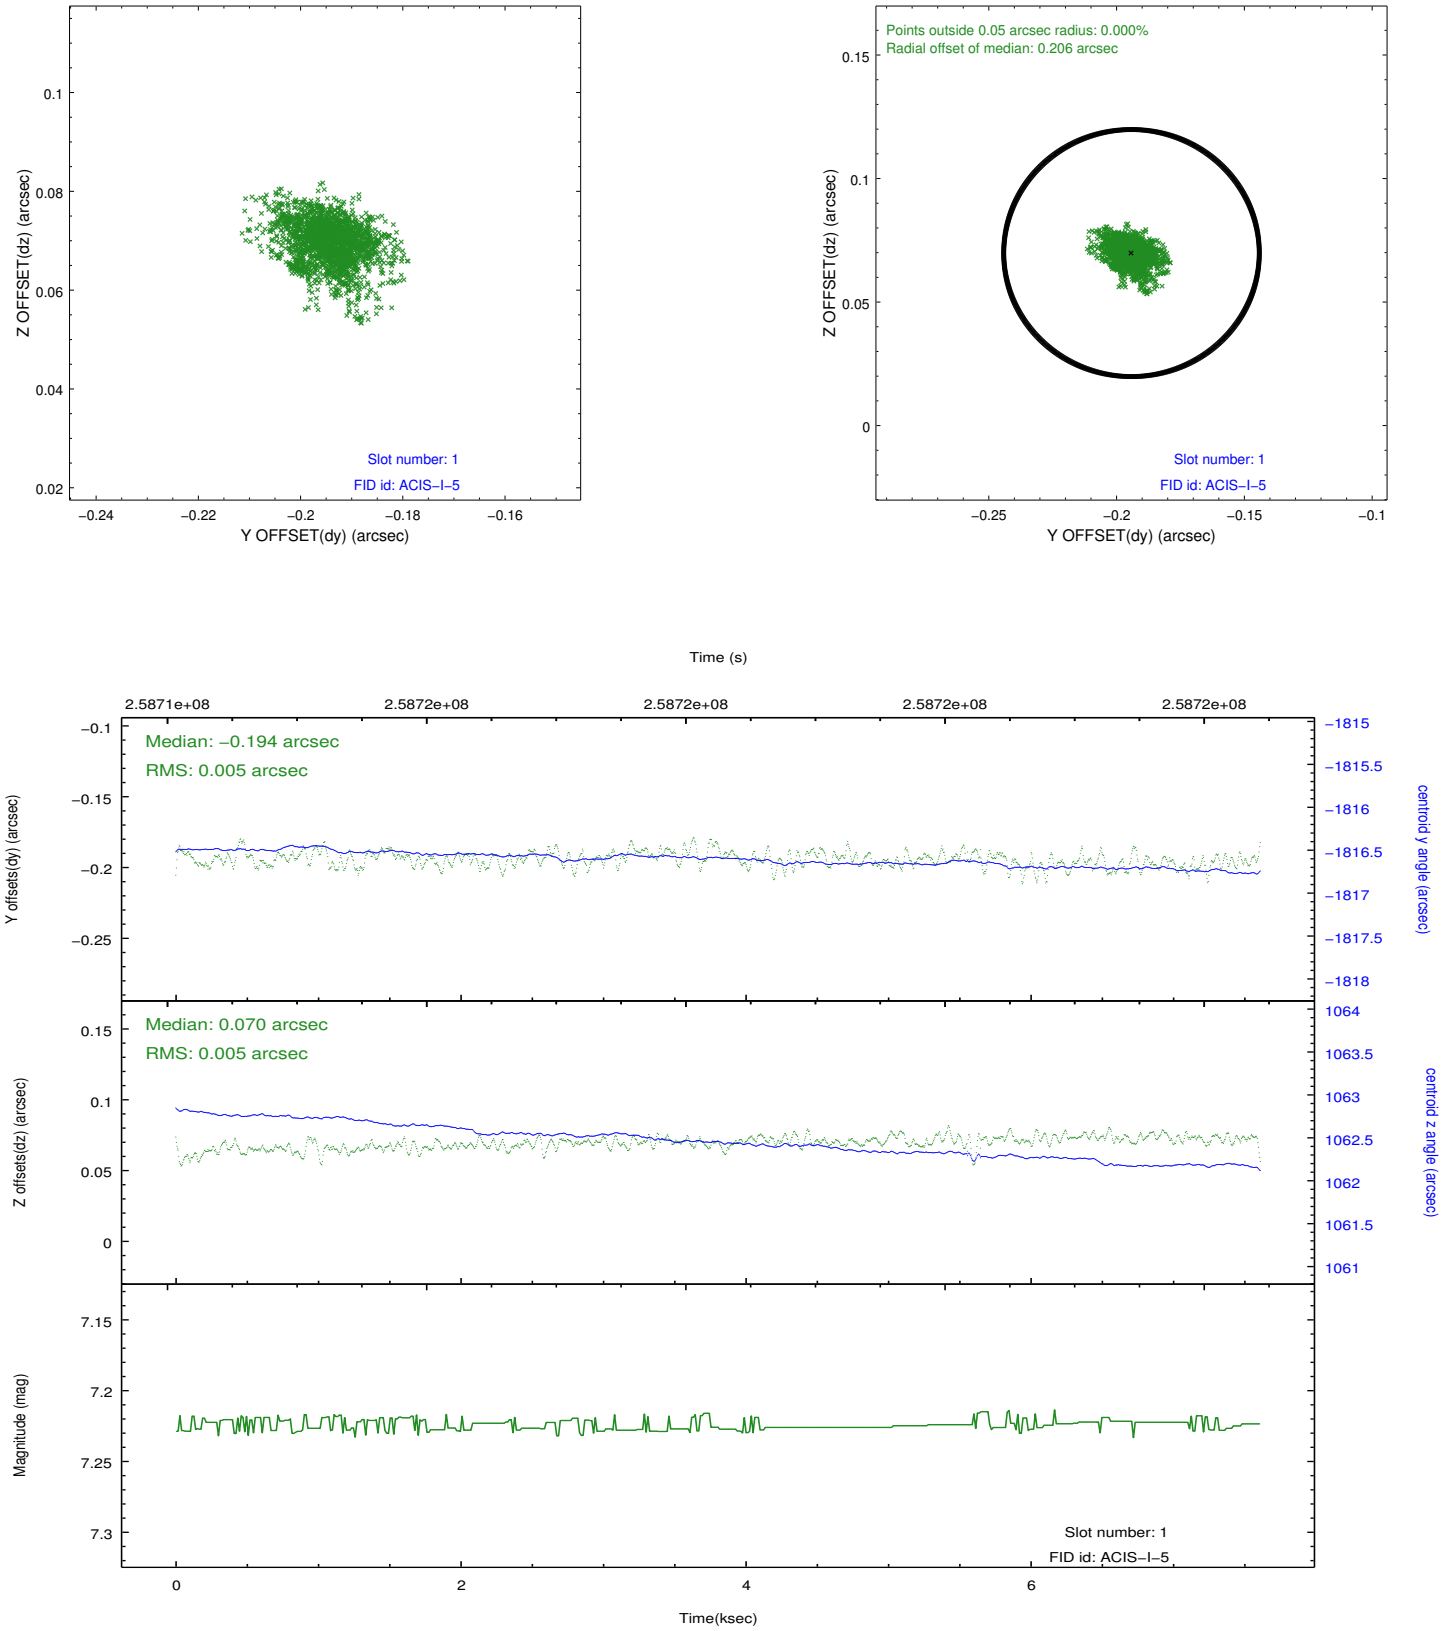 0.1
0.08
0.06
0.04
0.02
Z OFFSET(dz) (arcsec)
Slot number: 1
FID id: ACIS−I−5
−0.24 −0.22 −0.2 −0.18 −0.16
Y OFFSET(dy) (arcsec)
Points outside 0.05 arcsec radius: 0.000%
Radial offset of median: 0.206 arcsec
0.15
0.1
0.05
0
Z OFFSET(dz) (arcsec)
Slot number: 1
FID id: ACIS−I−5
−0.25 −0.2 −0.15 −0.1
Y OFFSET(dy) (arcsec)
Time (s)
2.5871e+08 2.5872e+08 2.5872e+08 2.5872e+08 2.5872e+08
Median: −0.194 arcsec
RMS: 0.005 arcsec
−0.1
−0.15
−0.2
−0.25
Y offsets(dy) (arcsec)
−1815
−1815.5
−1816
−1816.5
−1817
−1817.5
−1818
centroid y angle (arcsec)
Median: 0.070 arcsec
RMS: 0.005 arcsec
0.15
0.1
0.05
0
Z offsets(dz) (arcsec)
1064
1063.5
1063
1062.5
1062
1061.5
1061
centroid z angle (arcsec)
7.15
7.2
7.25
7.3
Magnitude (mag)
Slot number: 1
FID id: ACIS−I−5
0 2 4 6
Time(ksec)